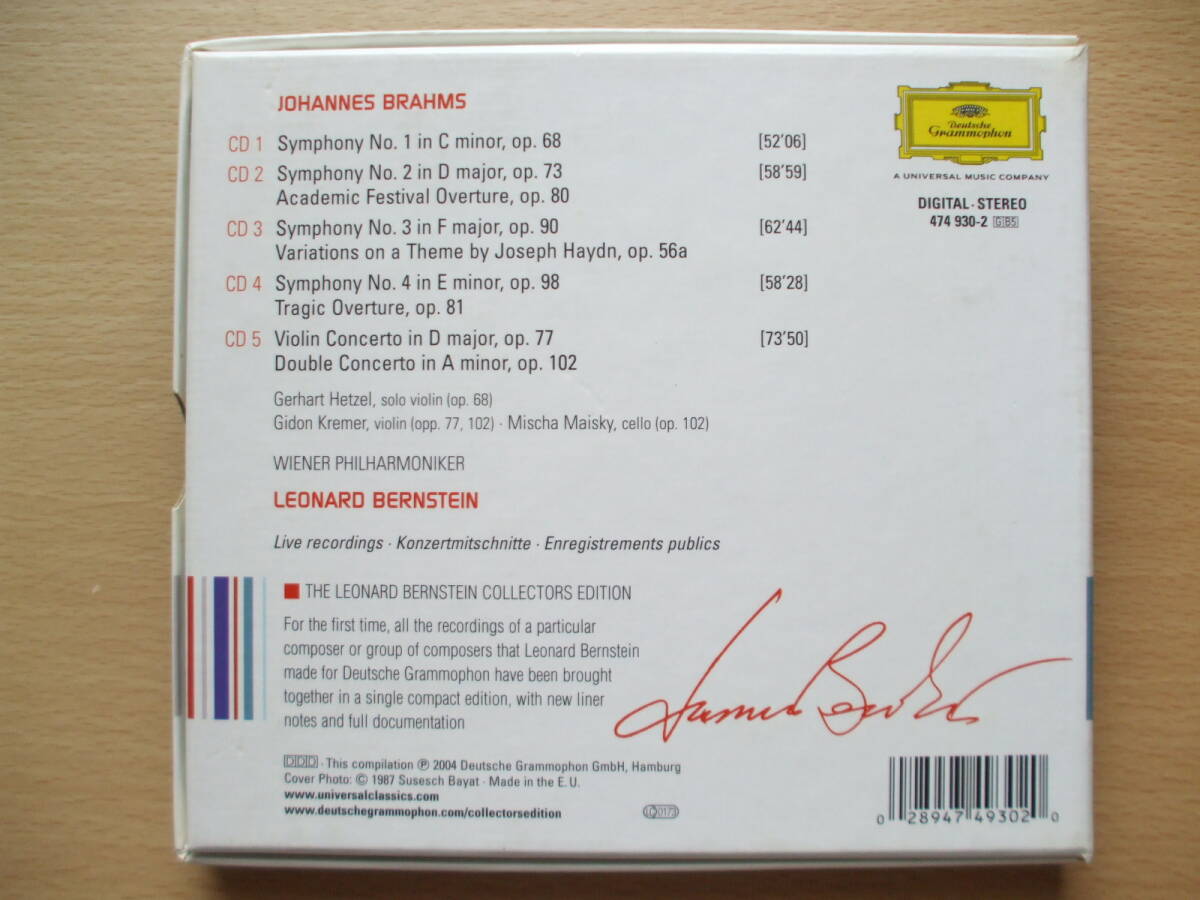 JOHANNES BRAHMS
CD 1 Symphony No. 1 in C minor, op. 68 [52'06]
CD 2 Symphony No. 2 in D major, op. 73 [58'59]
Academic Festival Overture, op. 80
CD 3 Symphony No. 3 in F major, op. 90 [62'44]
Variations on a Theme by Joseph Haydn, op. 56a
CD 4 Symphony No. 4 in E minor, op. 98 [58'28]
Tragic Overture, op. 81
CD 5 Violin Concerto in D major, op. 77 [73'50]
Double Concerto in A minor, op. 102
Gerhart Hetzel, solo violin (op. 68)
Gidon Kremer, violin (opp. 77, 102) · Mischa Maisky, cello (op. 102)
WIENER PHILHARMONIKER
LEONARD BERNSTEIN
Live recordings · Konzertmitschnitte · Enregistrements publics
Deutsche
Grammophon
A UNIVERSAL MUSIC COMPANY
DIGITAL · STEREO
474 930-2 GB5
THE LEONARD BERNSTEIN COLLECTORS EDITION
For the first time, all the recordings of a particular
composer or group of composers that Leonard Bernstein
made for Deutsche Grammophon have been brought
together in a single compact edition, with new liner
notes and full documentation
DDD · This compilation ℗ 2004 Deutsche Grammophon GmbH, Hamburg
Cover Photo: © 1987 Susesch Bayat · Made in the E. U.
www.universalclassics.com
www.deutschegrammophon.com/collectorsedition
LC 0173
0 28947 49302 0